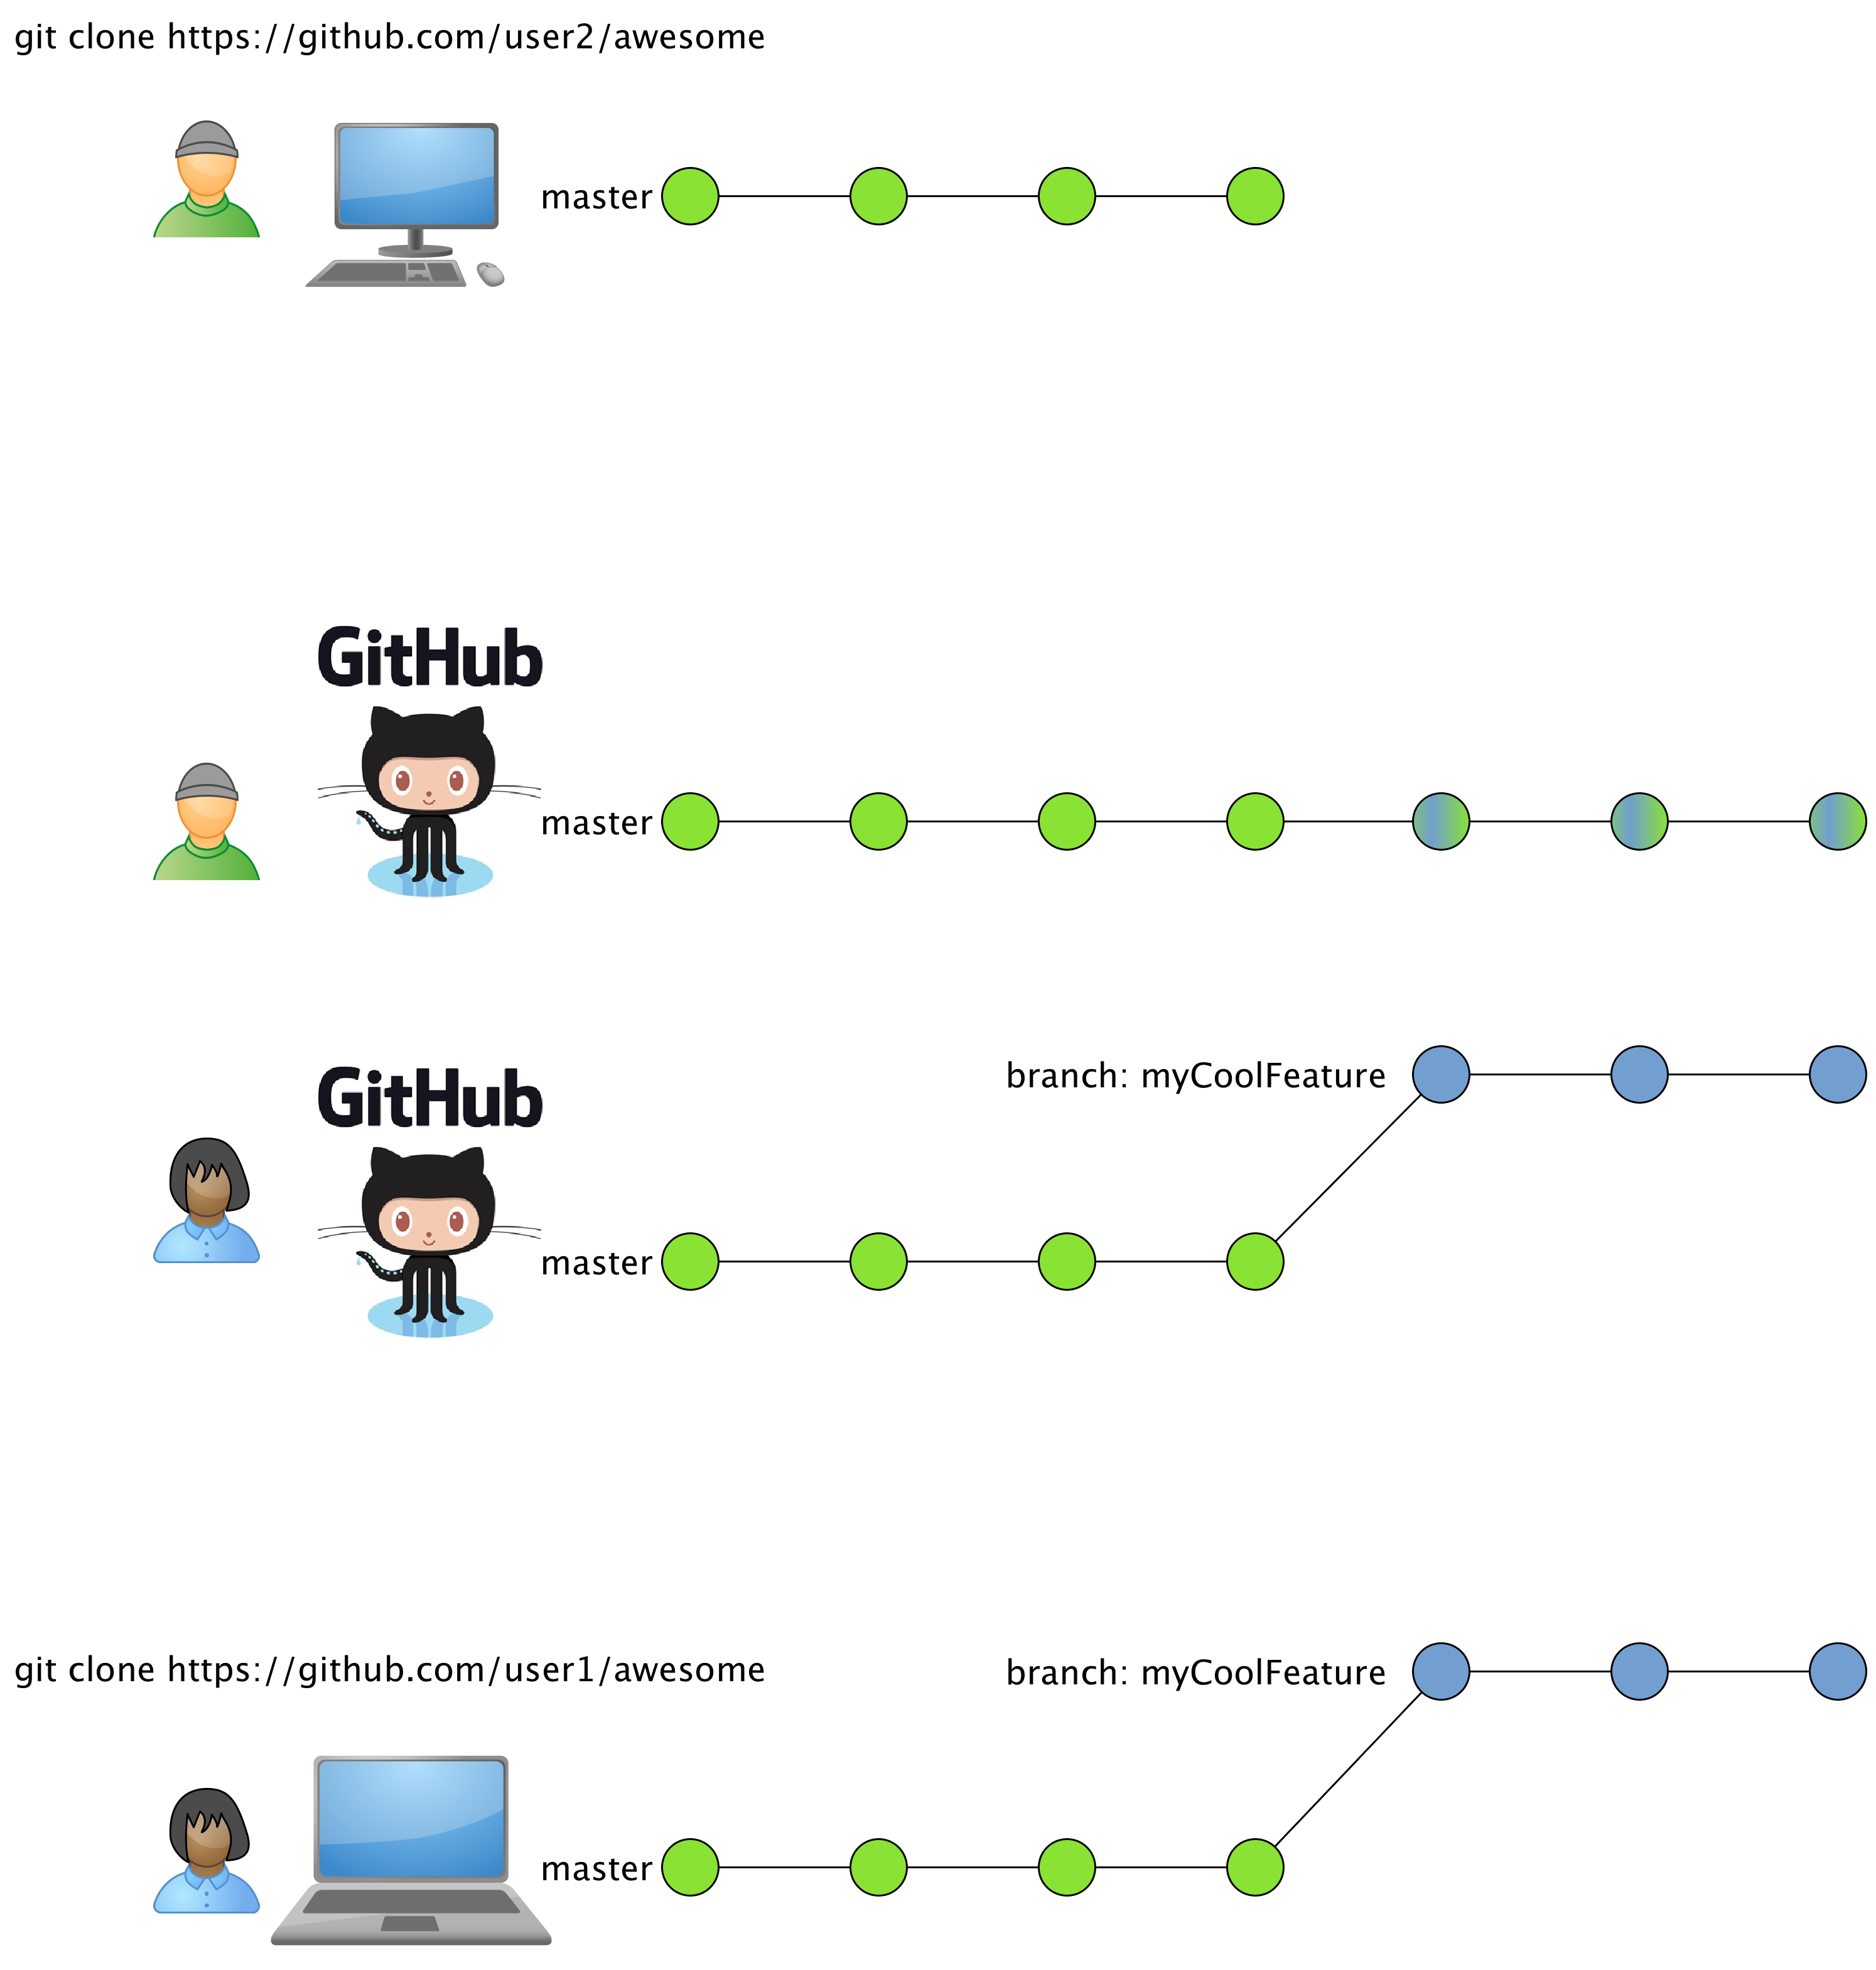 git clone https://github.com/user2/awesome
master
GitHub
master
GitHub
branch: myCoolFeature
master
git clone https://github.com/user1/awesome
branch: myCoolFeature
master